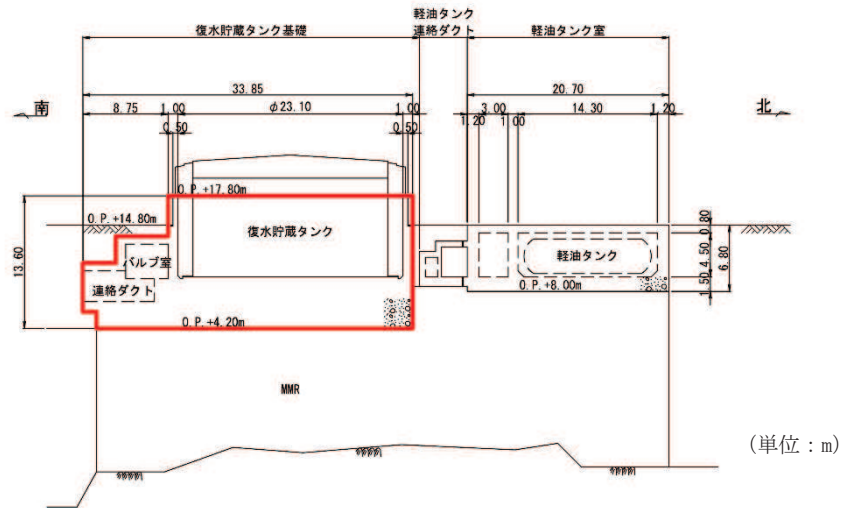 軽油タンク
復水貯蔵タンク基礎
連絡ダクト
軽油タンク室
33.85
20.70
南
8.75
1.00
φ23.10
1.00
3.00
14.30
1.20
北
0.50
0.50
1.20
1.00
O.P.+17.80m
O.P.+14.80m
復水貯蔵タンク
0.80
13.60
バルブ室
軽油タンク
4.50
6.80
連絡ダクト
O.P.+8.00m
1.50
O.P.+4.20m
MMR
(単位：m)